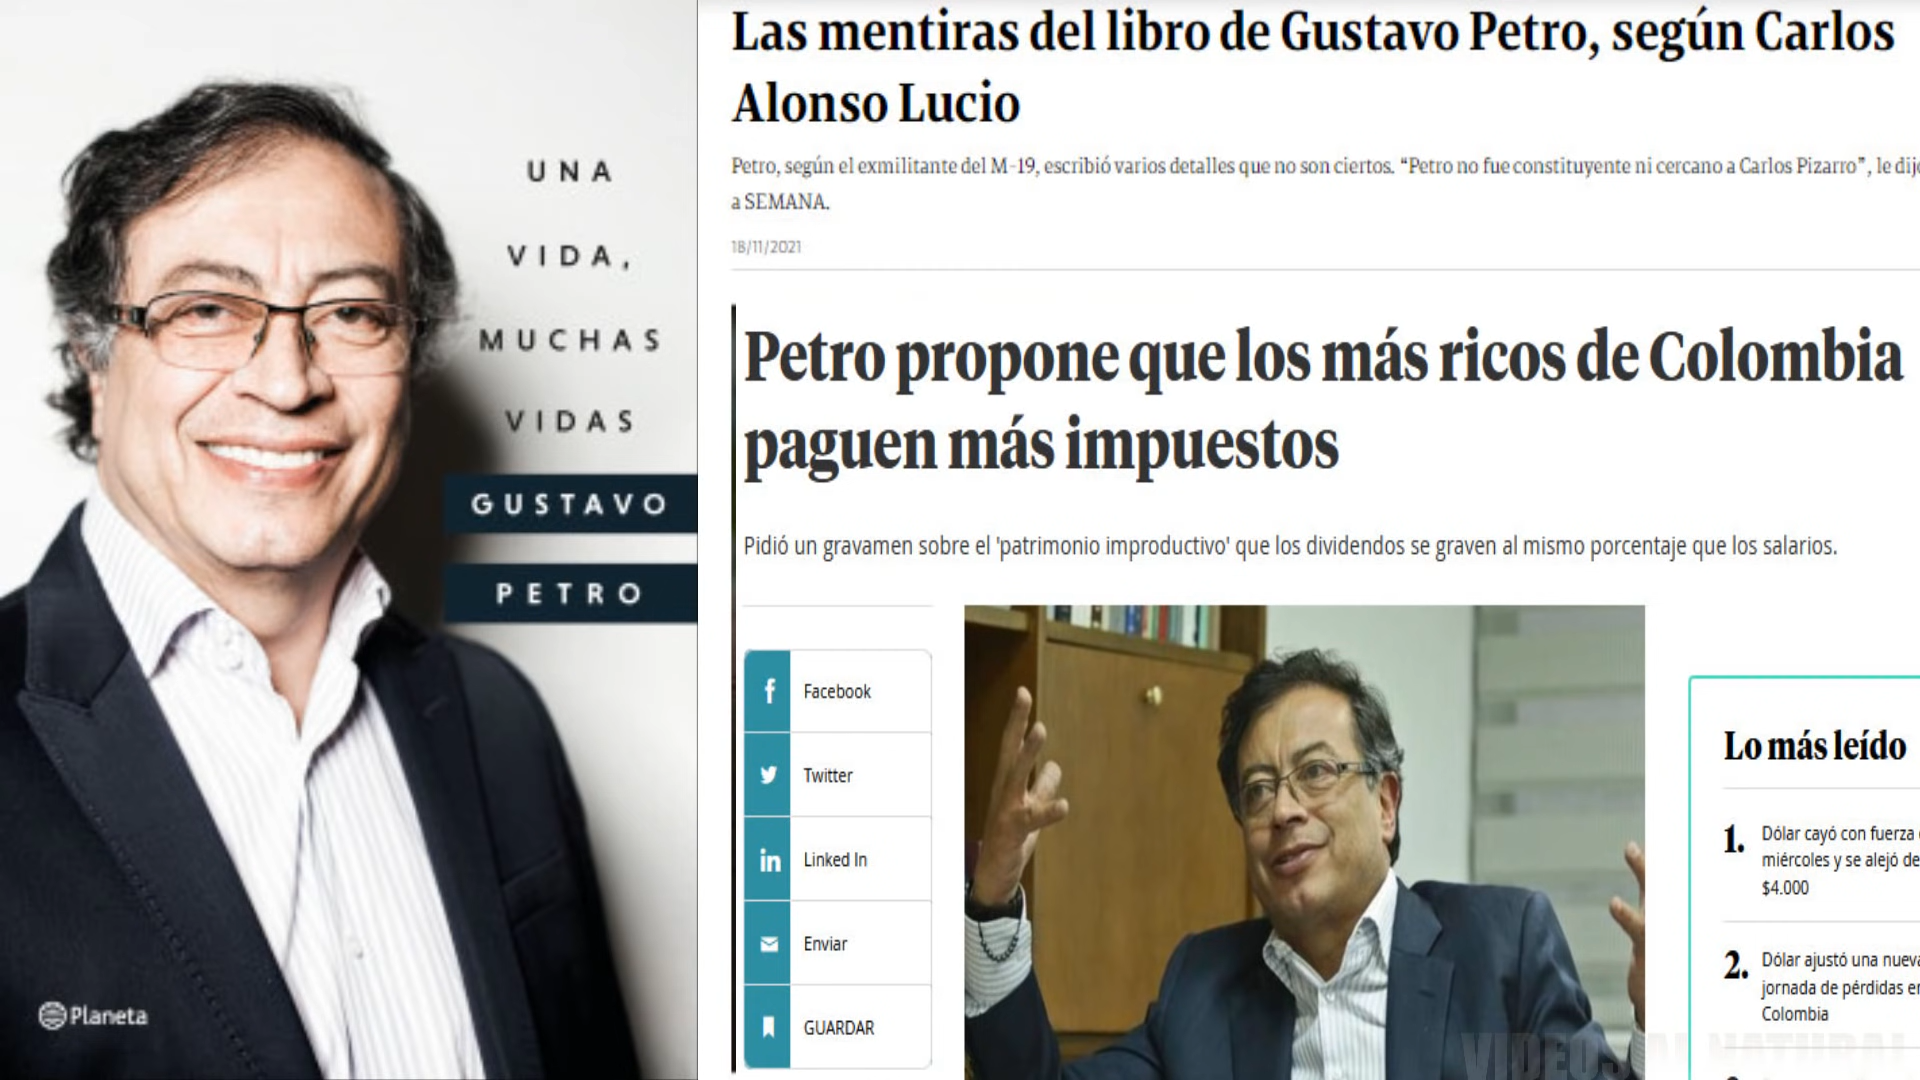 UNA
VIDA,
MUCHAS
VIDAS
GUSTAVO
PETRO
Planeta
Las mentiras del libro de Gustavo Petro, según Carlos
Alonso Lucio
Petro, según el exmilitante del M-19, escribió varios detalles que no son ciertos. “Petro no fue constituyente ni cercano a Carlos Pizarro”, le
a SEMANA.
18/11/2021
Petro propone que los más ricos de Colombia
paguen más impuestos
Pidió un gravamen sobre el 'patrimonio improductivo' que los dividendos se graven al mismo porcentaje que los salarios.
Facebook
Twitter
Linked In
Enviar
GUARDAR
Lo más leído
1.
Dólar cayó con fuerza
miércoles y se alejó de
$4.000
2.
Dólar ajustó una nueva
jornada de pérdidas en
Colombia
VIDEOS AL NATURAL